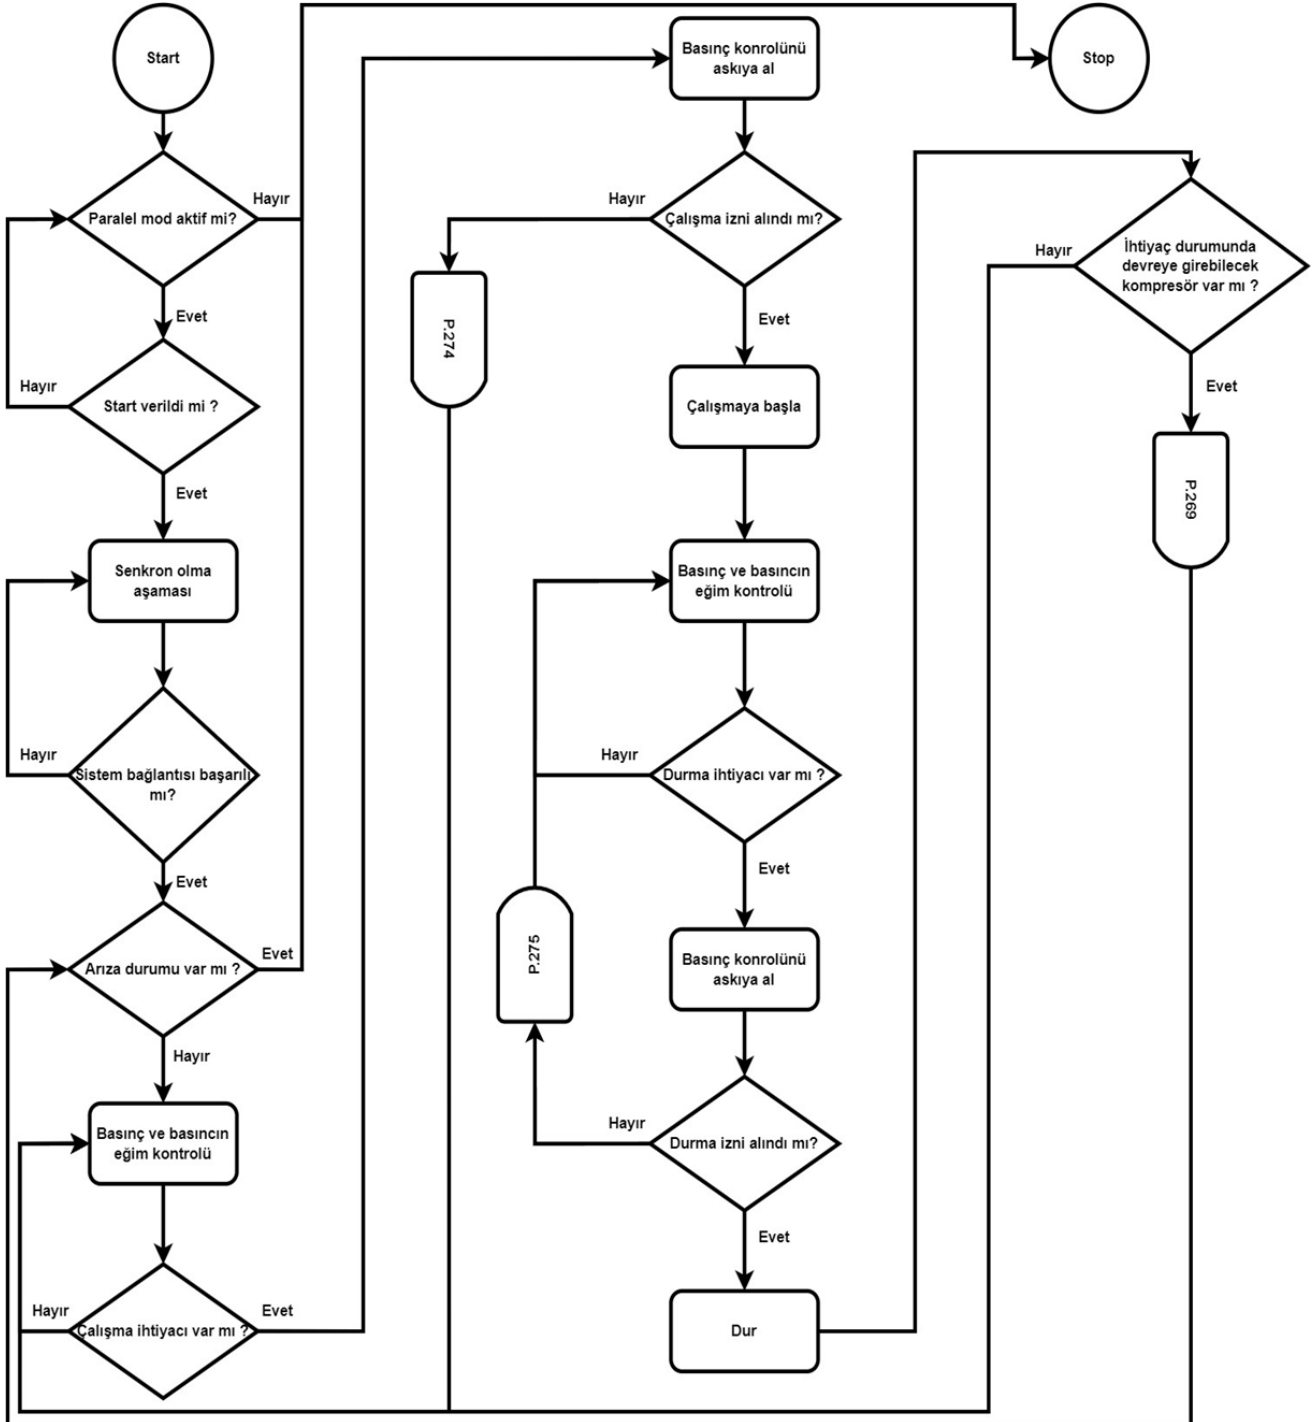 Start
Paralel mod aktif mi?
Hayır
Evet
Start verildi mi ?
Hayır
Evet
Senkron olma
aşaması
Sistem bağlantısı başarılı
mı?
Hayır
Evet
Arıza durumu var mı ?
Evet
Hayır
Basınç ve basıncın
eğim kontrolü
Çalışma ihtiyacı var mı ?
Hayır
Evet
Basınç konrolünü
askıya al
Çalışma izni alındı mı?
Hayır
P.274
Evet
Çalışmaya başla
Basınç ve basıncın
eğim kontrolü
Durma ihtiyacı var mı ?
Hayır
Evet
P.275
Basınç konrolünü
askıya al
Durma izni alındı mı?
Hayır
Evet
Dur
Stop
İhtiyaç durumunda
devreye girebilecek
kompresör var mı ?
Hayır
Evet
P.269